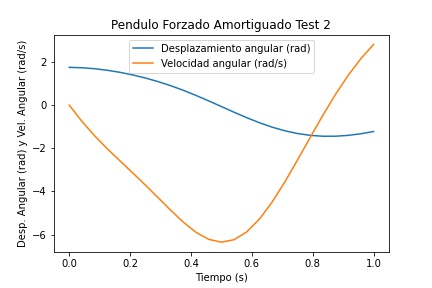 Pendulo Forzado Amortiguado Test 2
Desplazamiento angular (rad)
Velocidad angular (rad/s)
Desp. Angular (rad) y Vel. Angular (rad/s)
2
0
−2
−4
−6
0.0 0.2 0.4 0.6 0.8 1.0
Tiempo (s)